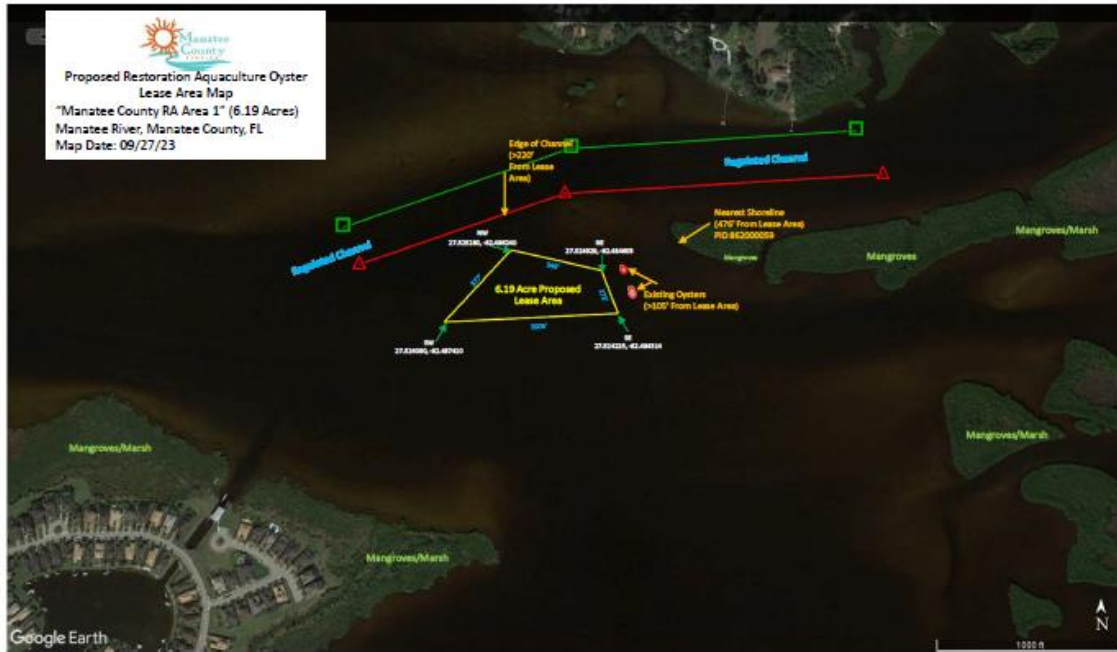 Manatee
County
FLORIDA
Proposed Restoration Aquaculture Oyster
Lease Area Map
"Manatee County RA Area 1" (6.19 Acres)
Manatee River, Manatee County, FL
Map Date: 09/27/23
Edge of Channel
(>220'
From Lease
Area)
Regulated Channel
Regulated Channel
Nearest Shoreline
(476' From Lease Area)
PID 862000059
Mangroves/Marsh
Mangroves
Mangroves
NW
6.19 Acre Proposed
Lease Area
Existing Oysters
(>105' From Lease Area)
SW
SE
Mangroves/Marsh
Mangroves/Marsh
Mangroves/Marsh
Google Earth
N
1000 ft